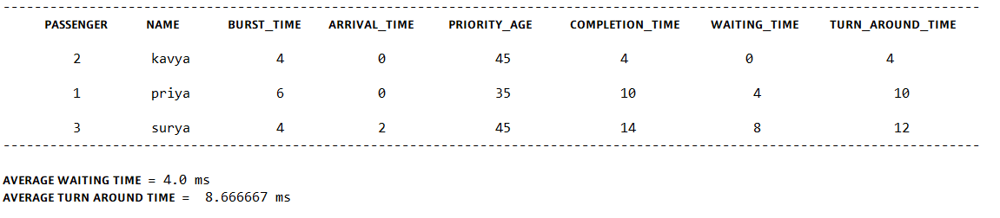 PASSENGER NAME BURST_TIME ARRIVAL_TIME PRIORITY_AGE COMPLETION_TIME WAITING_TIME TURN_AROUND_TIME
2 kavya 4 0 45 4 0 4
1 priya 6 0 35 10 4 10
3 surya 4 2 45 14 8 12
AVERAGE WAITING TIME = 4.0 ms
AVERAGE TURN AROUND TIME = 8.666667 ms